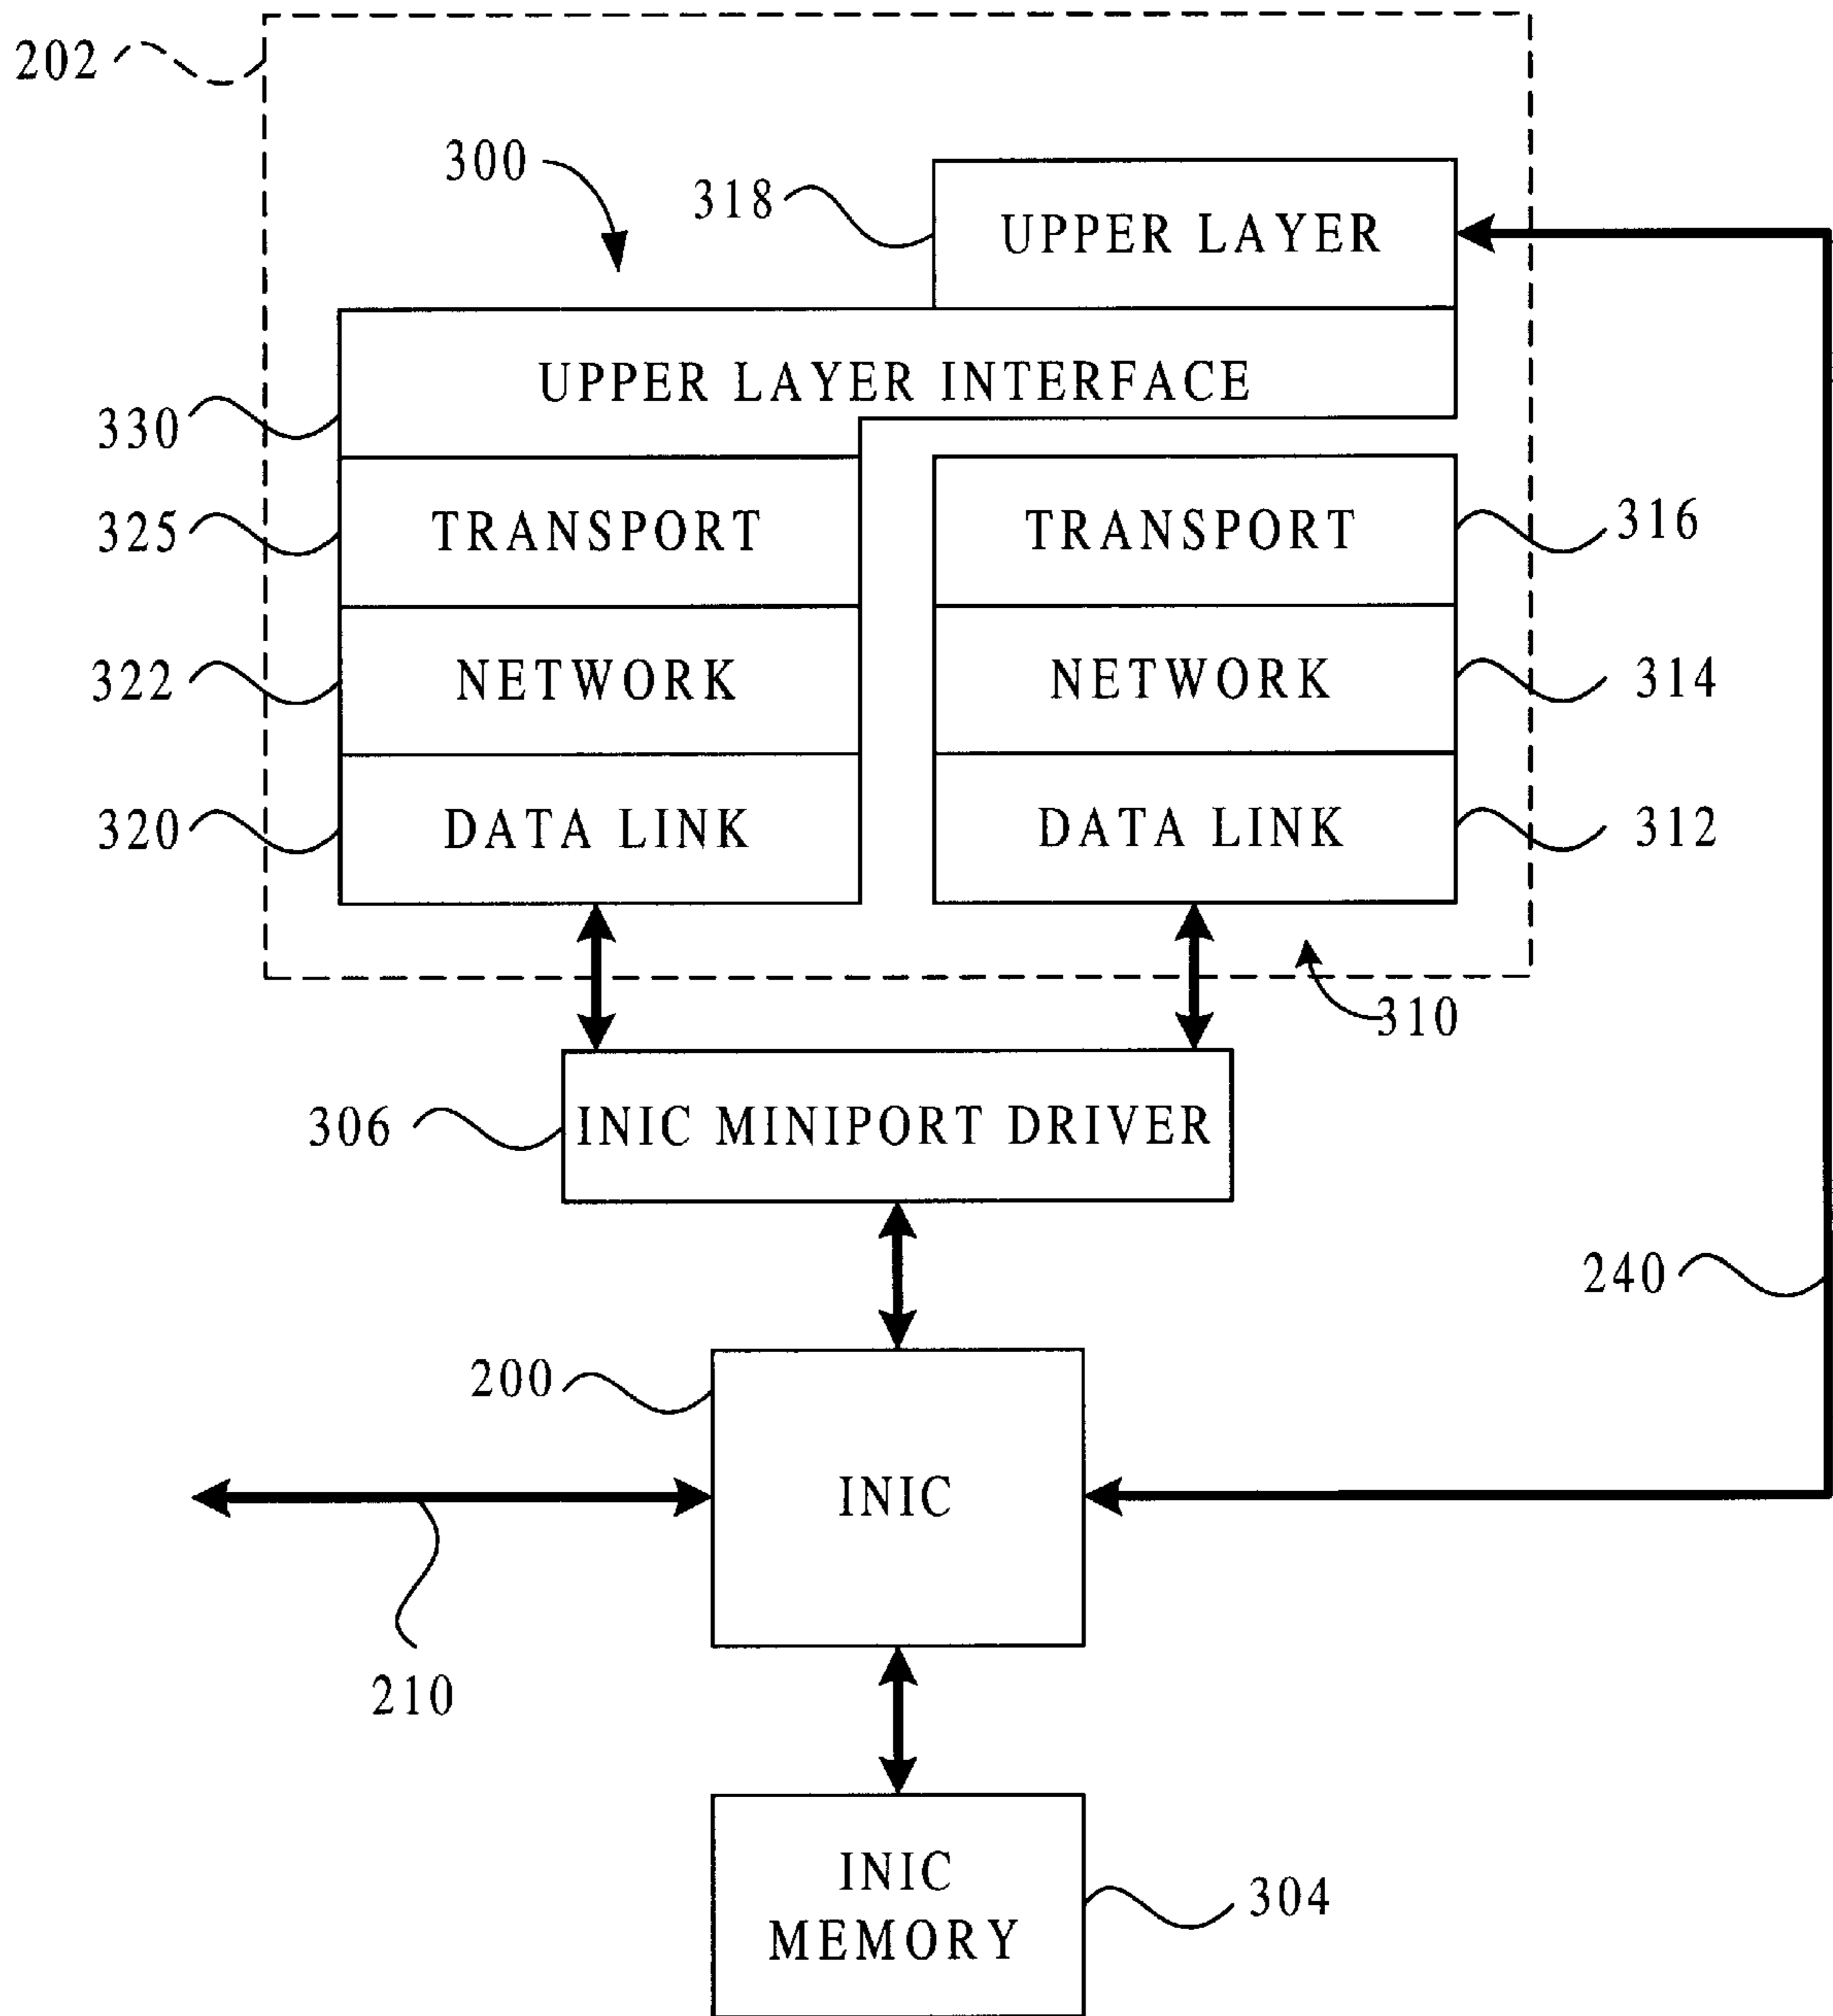 202
300
318
UPPER LAYER
UPPER LAYER INTERFACE
330
TRANSPORT
325
TRANSPORT
316
NETWORK
322
NETWORK
314
DATA LINK
320
DATA LINK
312
310
306
INIC MINIPORT DRIVER
240
200
INIC
210
INIC
MEMORY
304